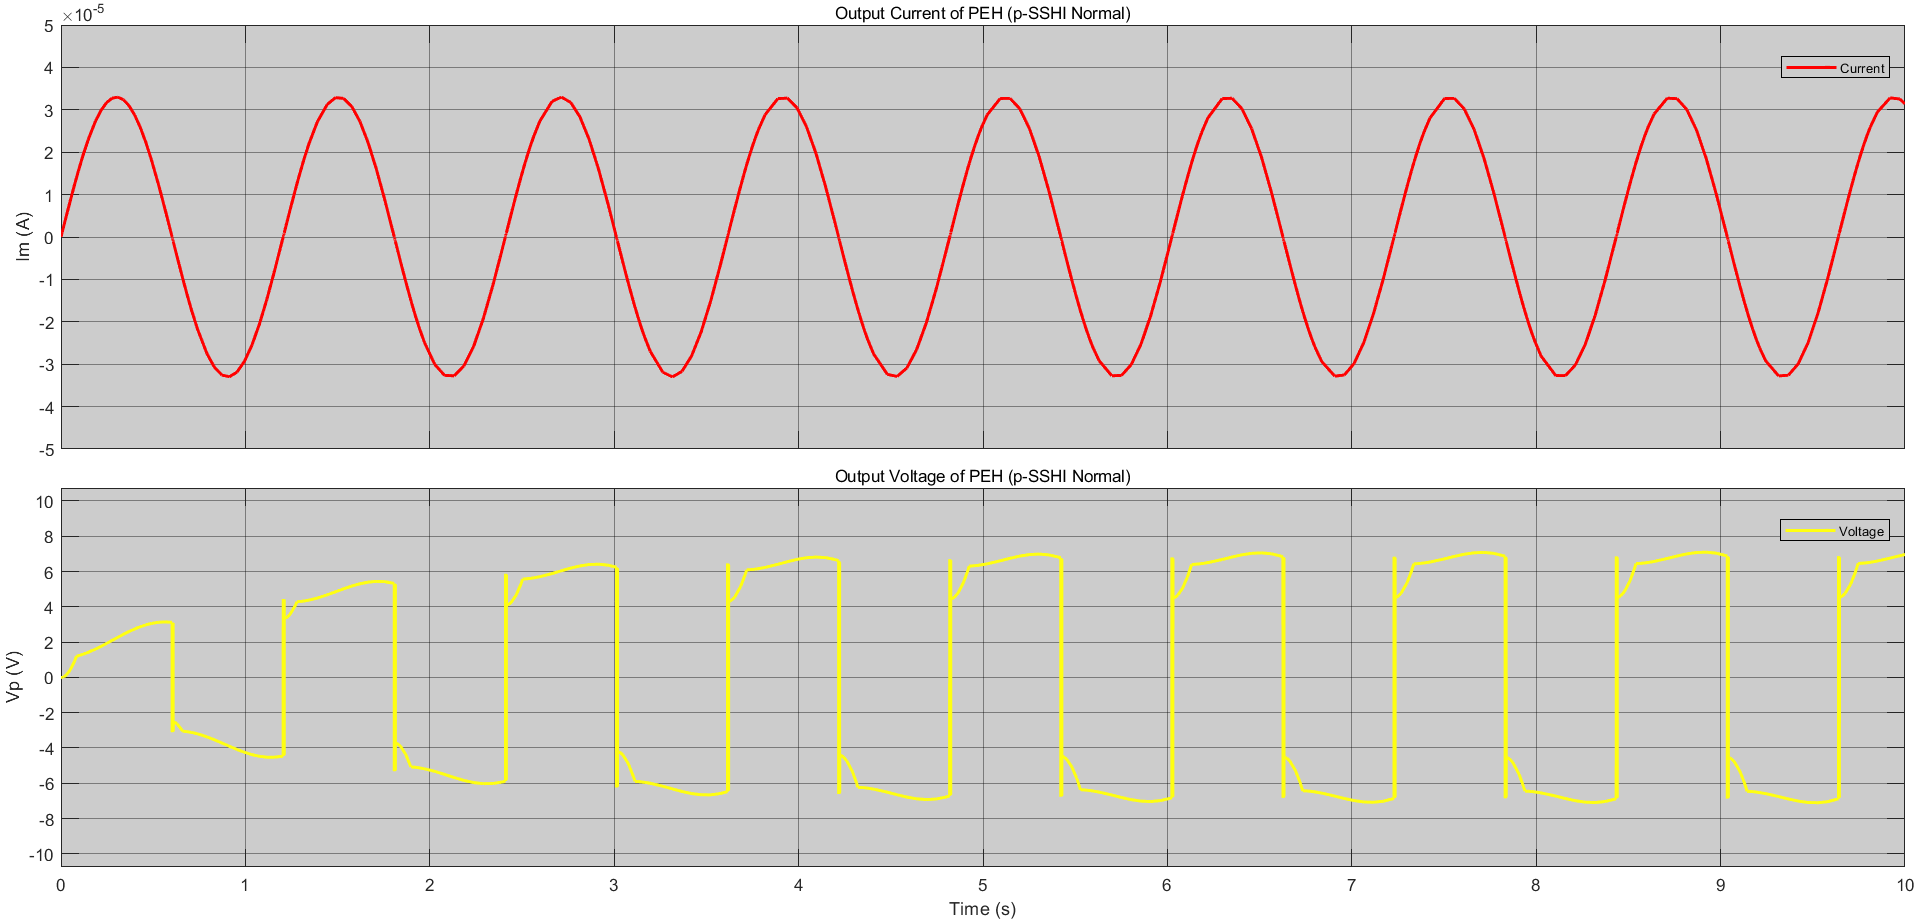 Output Current of PEH (p-SSHI Normal)
×10-5
5
4
3
2
1
0
-1
-2
-3
-4
-5
Im (A)
Current
Output Voltage of PEH (p-SSHI Normal)
10
8
6
4
2
0
-2
-4
-6
-8
-10
Vp (V)
Voltage
0 1 2 3 4 5 6 7 8 9 10
Time (s)